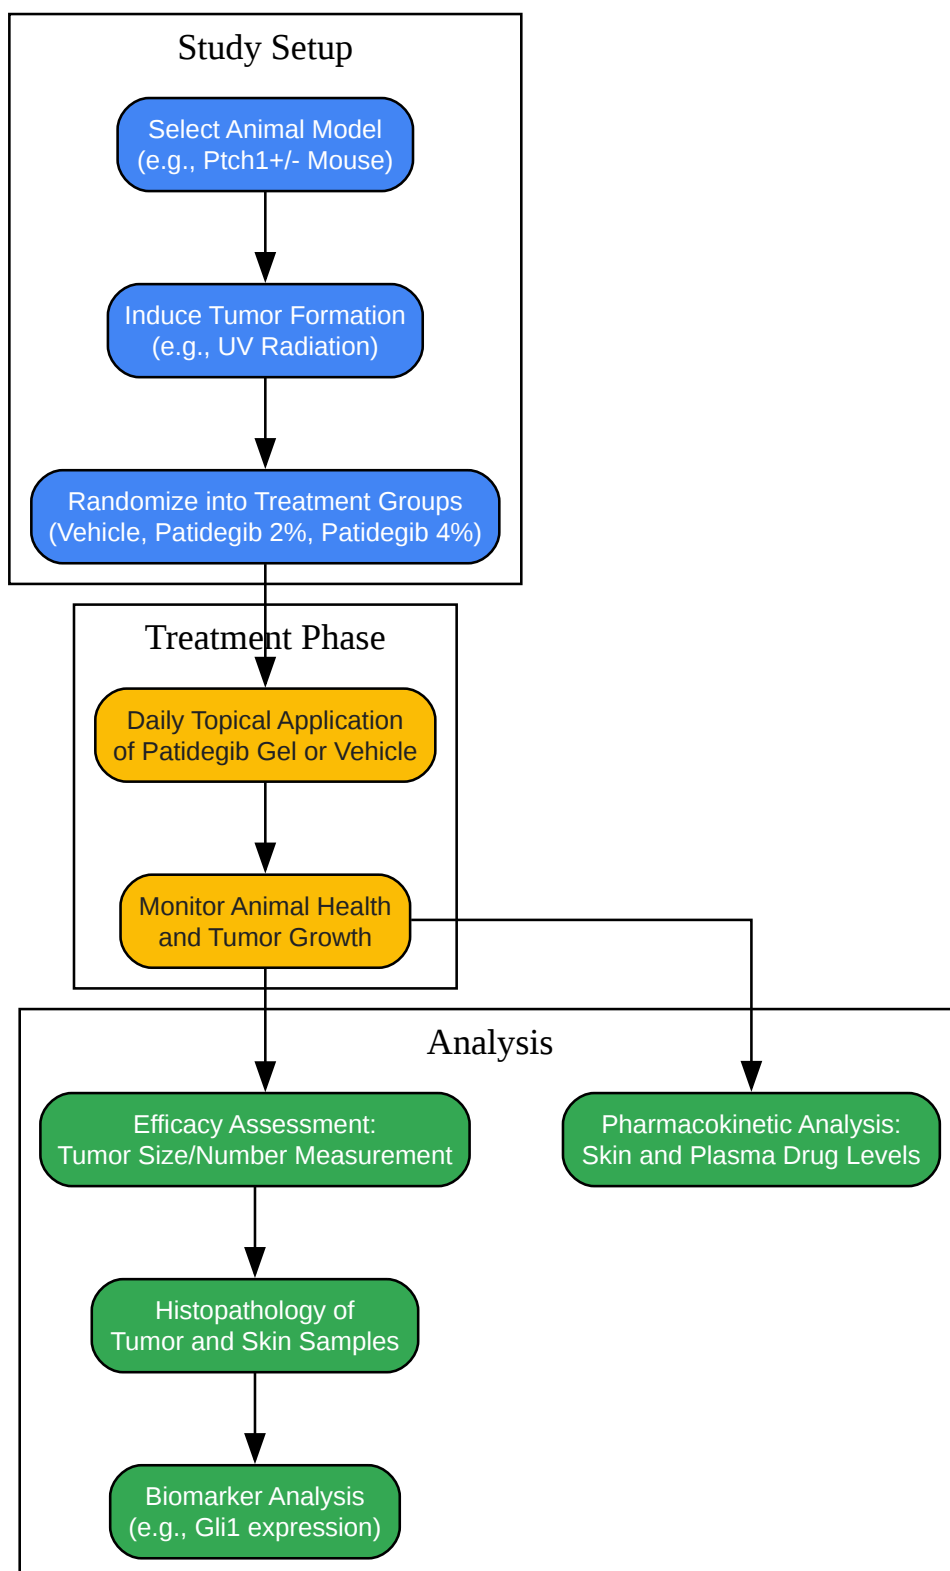 Study Setup
Select Animal Model
(e.g., Ptch1+/- Mouse)
Induce Tumor Formation
(e.g., UV Radiation)
Randomize into Treatment Groups
(Vehicle, Patidegib 2%, Patidegib 4%)
Treatment Phase
Daily Topical Application
of Patidegib Gel or Vehicle
Monitor Animal Health
and Tumor Growth
Analysis
Efficacy Assessment:
Tumor Size/Number Measurement
Pharmacokinetic Analysis:
Skin and Plasma Drug Levels
Histopathology of
Tumor and Skin Samples
Biomarker Analysis
(e.g., Gli1 expression)